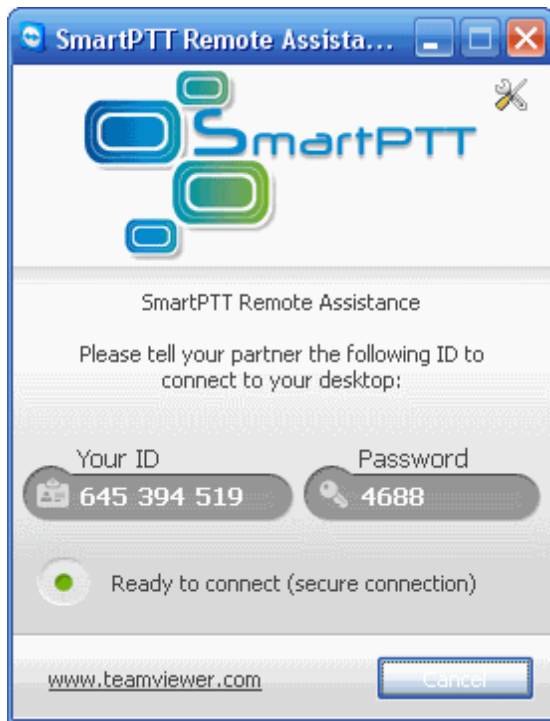 SmartPTT Remote Assista...
SmartPTT
SmartPTT Remote Assistance
Please tell your partner the following ID to
connect to your desktop:
Your ID
Password
645 394 519
4688
Ready to connect (secure connection)
www.teamviewer.com
Cancel